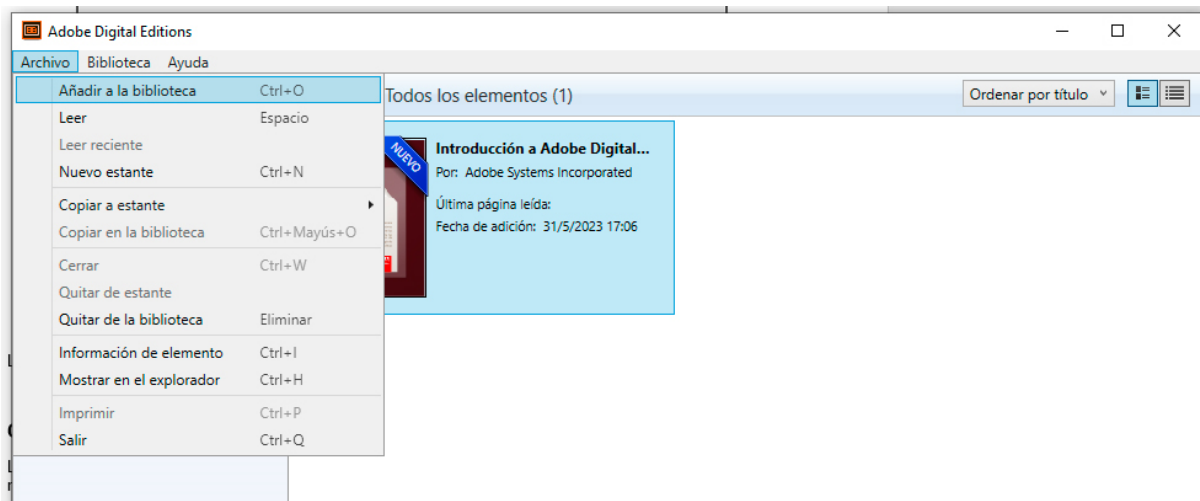 Adobe Digital Editions
Archivo Biblioteca Ayuda
Añadir a la biblioteca Ctrl+O
Leer Espacio
Leer reciente
Nuevo estante Ctrl+N
Copiar a estante
Copiar en la biblioteca Ctrl+Mayús+O
Cerrar Ctrl+W
Quitar de estante
Quitar de la biblioteca Eliminar
Información de elemento Ctrl+I
Mostrar en el explorador Ctrl+H
Imprimir Ctrl+P
Salir Ctrl+Q
Todos los elementos (1)
Ordenar por título
NUEVO
Introducción a Adobe Digital...
Por: Adobe Systems Incorporated
Última página leída:
Fecha de adición: 31/5/2023 17:06